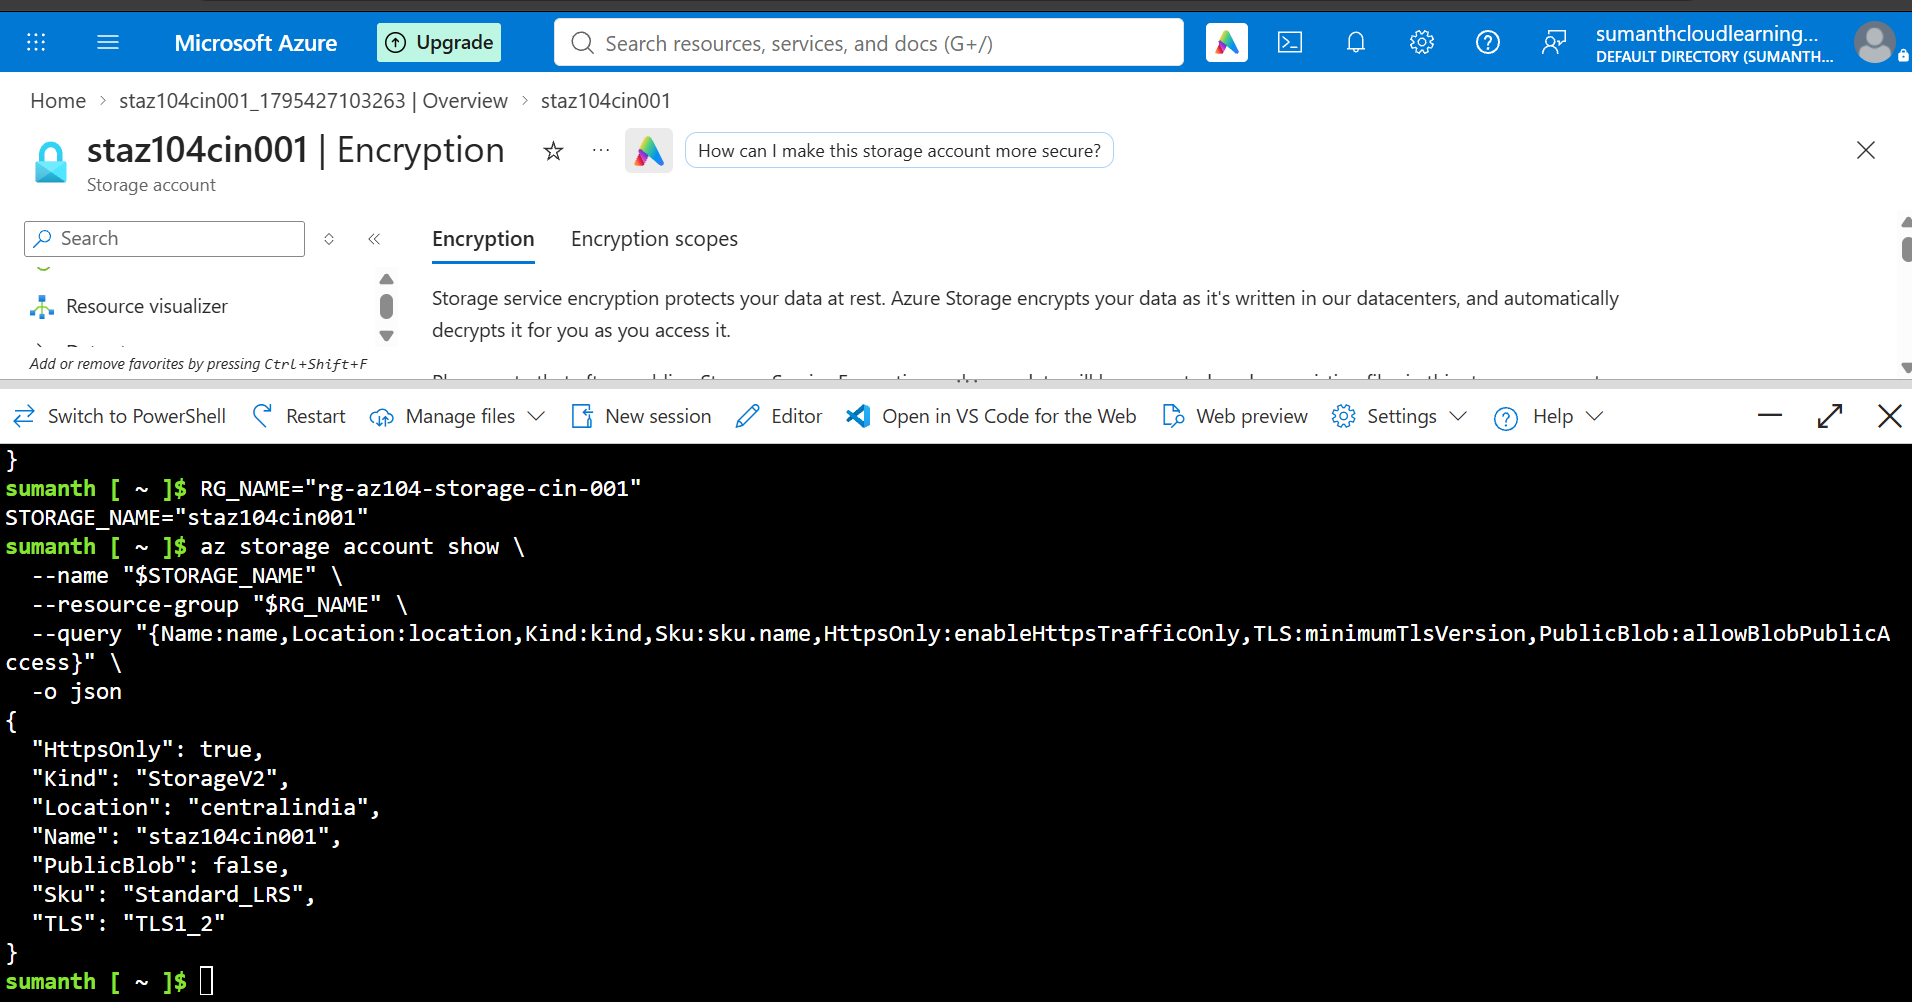 Microsoft Azure
Upgrade
Search resources, services, and docs (G+/)
sumanthcloudlearning...
DEFAULT DIRECTORY (SUMANTH...
Home > staz104cin001_1795427103263 | Overview > staz104cin001
staz104cin001 | Encryption
How can I make this storage account more secure?
Storage account
Search
Encryption
Encryption scopes
Resource visualizer
Add or remove favorites by pressing Ctrl+Shift+F
Storage service encryption protects your data at rest. Azure Storage encrypts your data as it's written in our datacenters, and automatically
decrypts it for you as you access it.
Switch to PowerShell
Restart
Manage files
New session
Editor
Open in VS Code for the Web
Web preview
Settings
Help
}
sumanth [ ~ ]$ RG_NAME="rg-az104-storage-cin-001"
STORAGE_NAME="staz104cin001"
sumanth [ ~ ]$ az storage account show \
  --name "$STORAGE_NAME" \
  --resource-group "$RG_NAME" \
  --query "{Name:name,Location:location,Kind:kind,Sku:sku.name,HttpsOnly:enableHttpsTrafficOnly,TLS:minimumTlsVersion,PublicBlob:allowBlobPublicA
ccess}" \
  -o json
{
  "HttpsOnly": true,
  "Kind": "StorageV2",
  "Location": "centralindia",
  "Name": "staz104cin001",
  "PublicBlob": false,
  "Sku": "Standard_LRS",
  "TLS": "TLS1_2"
}
sumanth [ ~ ]$